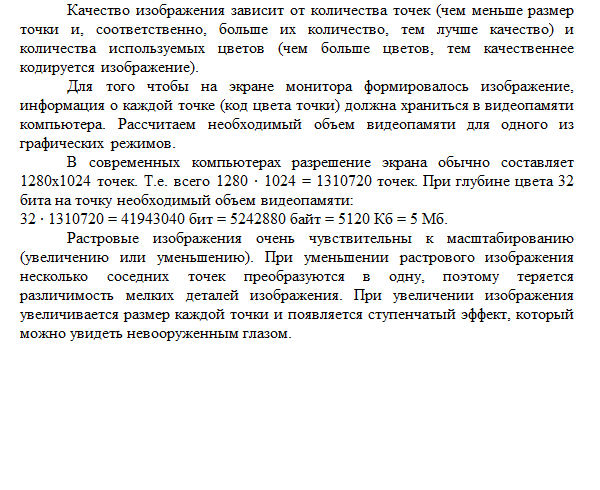 Качество изображения зависит от количества точек (чем меньше размер
точки и, соответственно, больше их количество, тем лучше качество) и
количества используемых цветов (чем больше цветов, тем качественнее
кодируется изображение).
Для того чтобы на экране монитора формировалось изображение,
информация о каждой точке (код цвета точки) должна храниться в видеопамяти
компьютера. Рассчитаем необходимый объем видеопамяти для одного из
графических режимов.
В современных компьютерах разрешение экрана обычно составляет
1280х1024 точек. Т.е. всего 1280 · 1024 = 1310720 точек. При глубине цвета 32
бита на точку необходимый объем видеопамяти:
32 · 1310720 = 41943040 бит = 5242880 байт = 5120 Кб = 5 Мб.
Растровые изображения очень чувствительны к масштабированию
(увеличению или уменьшению). При уменьшении растрового изображения
несколько соседних точек преобразуются в одну, поэтому теряется
различимость мелких деталей изображения. При увеличении изображения
увеличивается размер каждой точки и появляется ступенчатый эффект, который
можно увидеть невооруженным глазом.